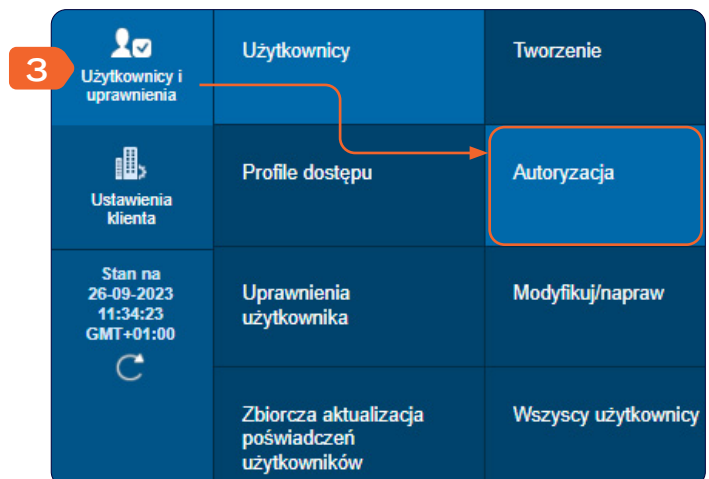 3
Użytkownicy i
uprawnienia
Ustawienia
klienta
Stan na
26-09-2023
11:34:23
GMT+01:00
Użytkownicy
Profile dostępu
Uprawnienia
użytkownika
Zbiorcza aktualizacja
poświadczeń
użytkowników
Tworzenie
Autoryzacja
Modyfikuj/napraw
Wszyscy użytkownicy